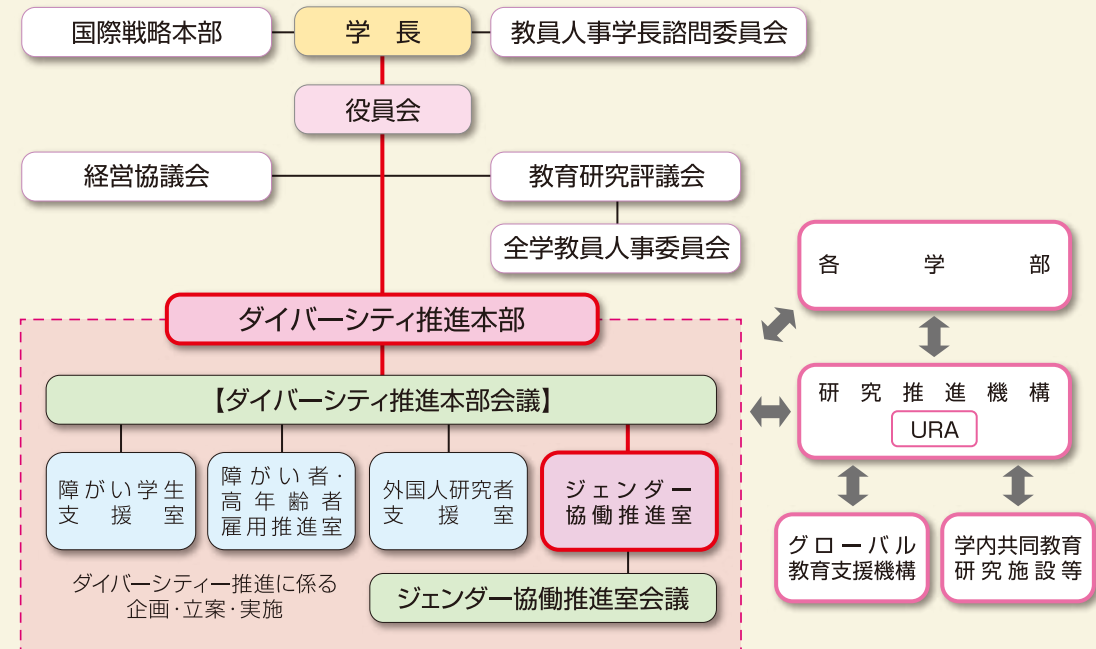 国際戦略本部
学長
教員人事学長諮問委員会
役員会
経営協議会
教育研究評議会
全学教員人事委員会
ダイバーシティ推進本部
【ダイバーシティ推進本部会議】
障がい学生
支援室
障がい者・
高年齢者
雇用推進室
外国人研究者
支援室
ジェンダー
協働推進室
ダイバーシティー推進に係る
企画・立案・実施
ジェンダー協働推進室会議
各学部
研究推進機構
URA
グローバル
教育支援機構
学内共同教育
研究施設等